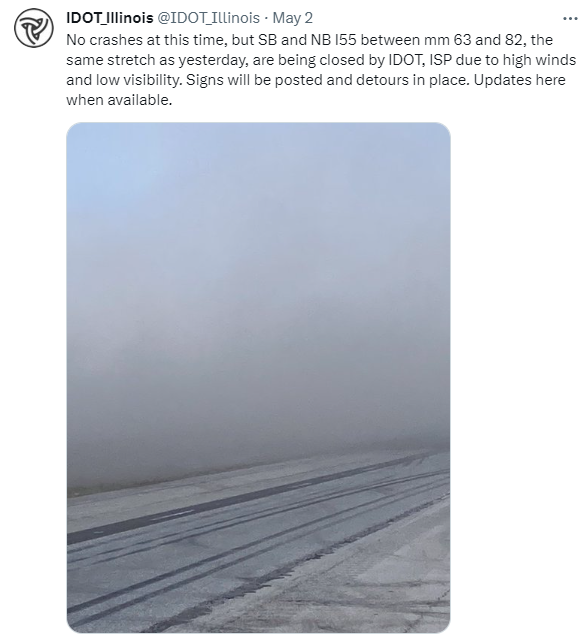 IDOT_Illinois @IDOT_Illinois · May 2
No crashes at this time, but SB and NB I55 between mm 63 and 82, the
same stretch as yesterday, are being closed by IDOT, ISP due to high winds
and low visibility. Signs will be posted and detours in place. Updates here
when available.